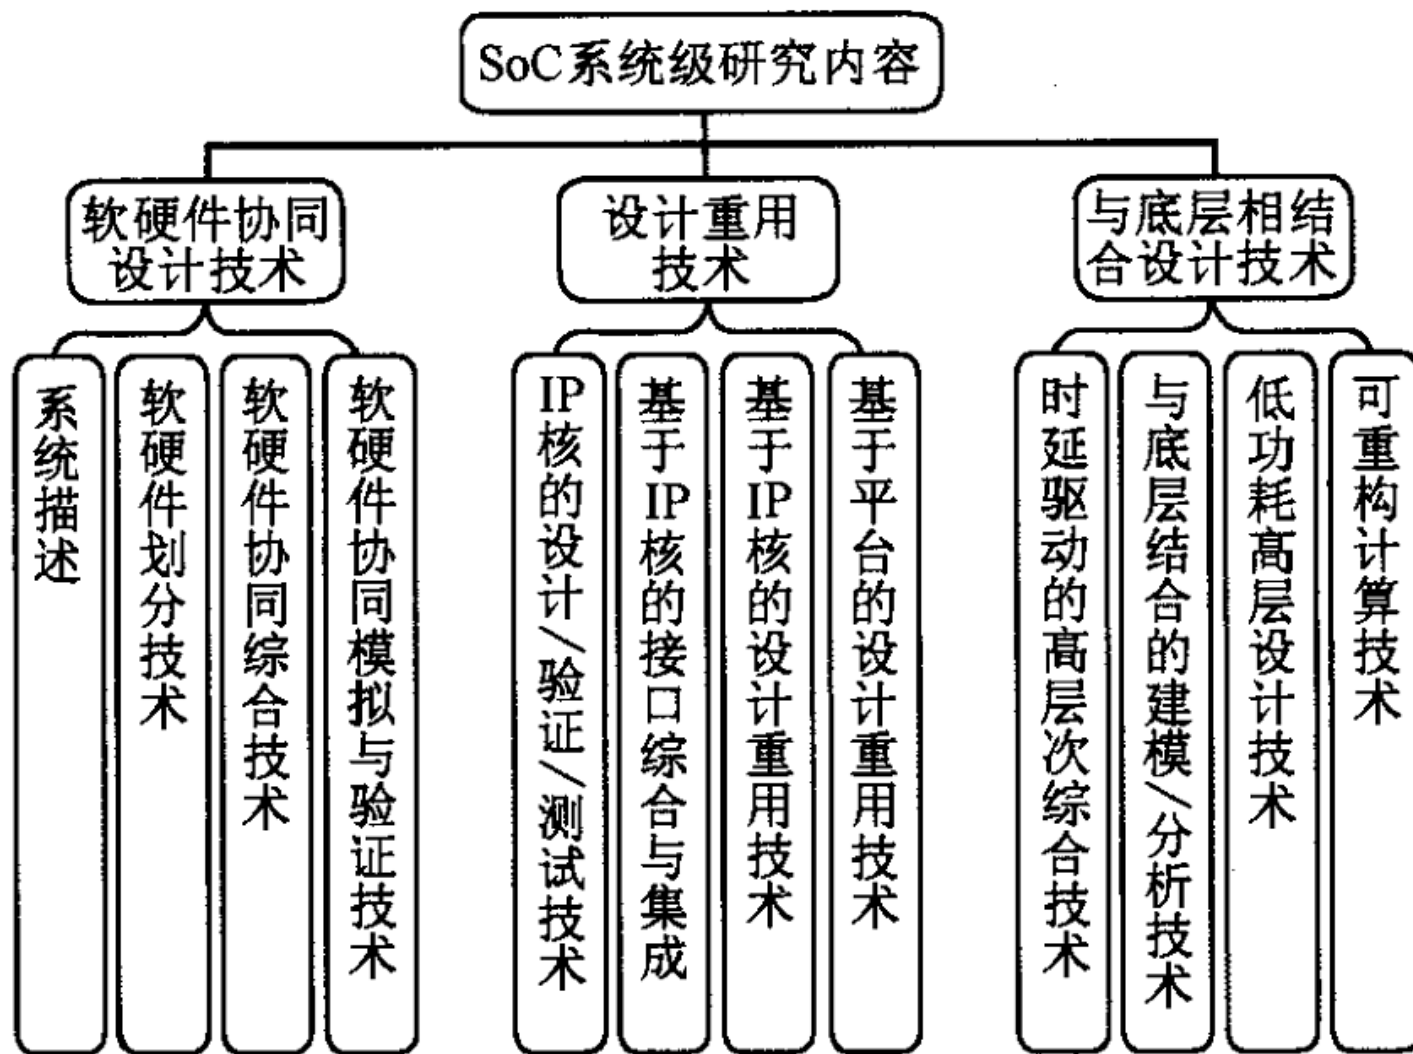 SoC系统级研究内容
软硬件协同
设计技术
设计重用
技术
与底层相结
合设计技术
系统描述
软硬件划分技术
软硬件协同综合技术
软硬件协同模拟与验证技术
IP核的设计/验证/测试技术
基于IP核的接口综合与集成
基于IP核的设计重用技术
基于平台的设计重用技术
时延驱动的高层次综合技术
与底层结合的建模/分析技术
低功耗高层设计技术
可重构计算技术